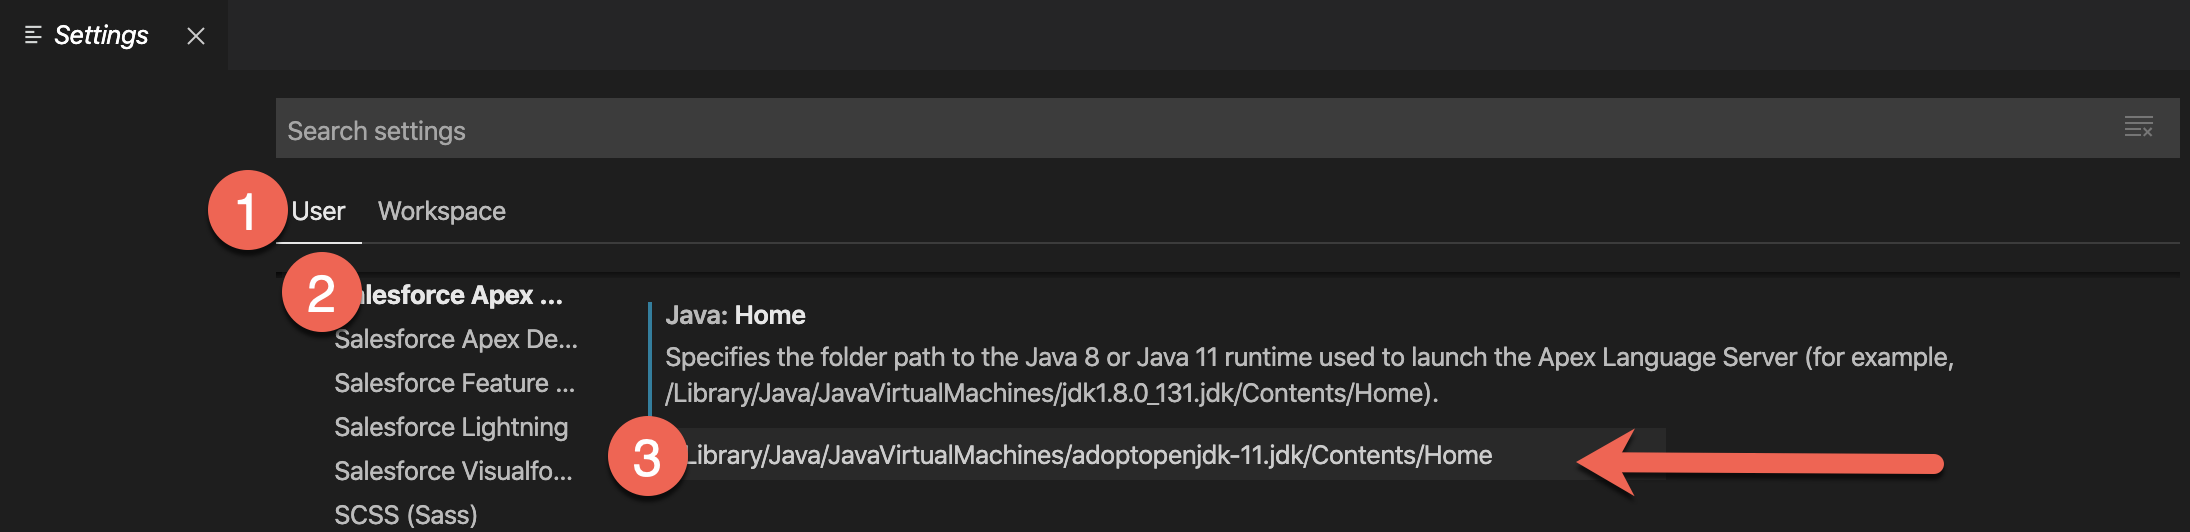 Settings
Search settings
1 User Workspace
2 alesforce Apex ...
Salesforce Apex De...
Salesforce Feature ...
Salesforce Lightning
Salesforce Visualfo...
SCSS (Sass)
Java: Home
Specifies the folder path to the Java 8 or Java 11 runtime used to launch the Apex Language Server (for example,
/Library/Java/JavaVirtualMachines/jdk1.8.0_131.jdk/Contents/Home).
3 Library/Java/JavaVirtualMachines/adoptopenjdk-11.jdk/Contents/Home